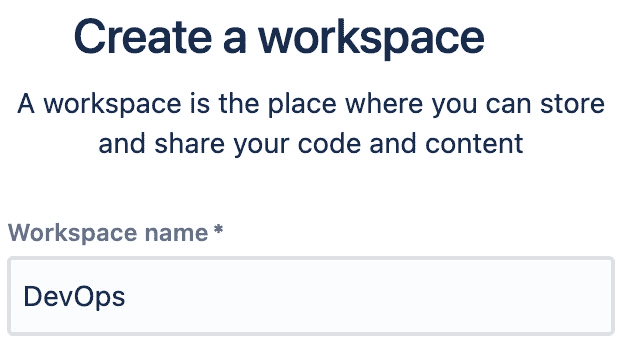 Create a workspace
A workspace is the place where you can store
and share your code and content
Workspace name *
DevOps